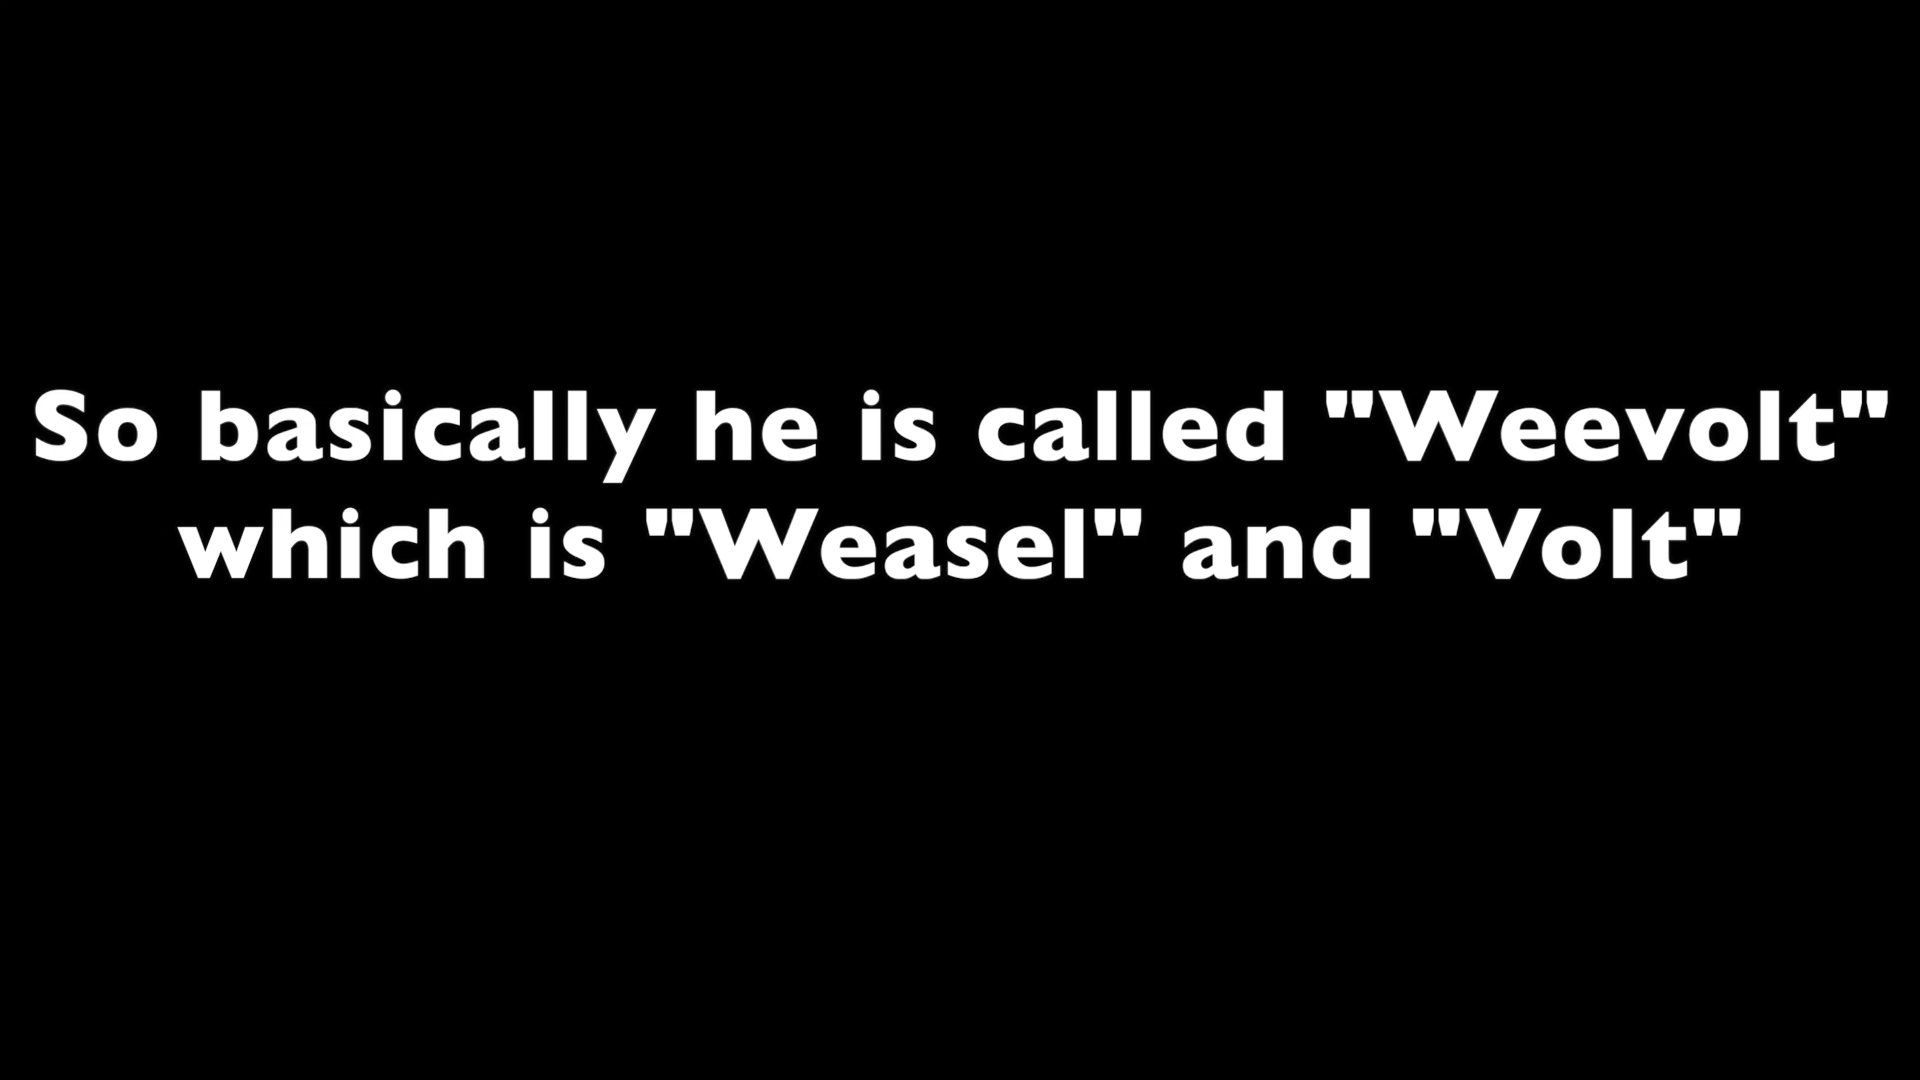 So basically he is called "Weevolt"
which is "Weasel" and "Volt"